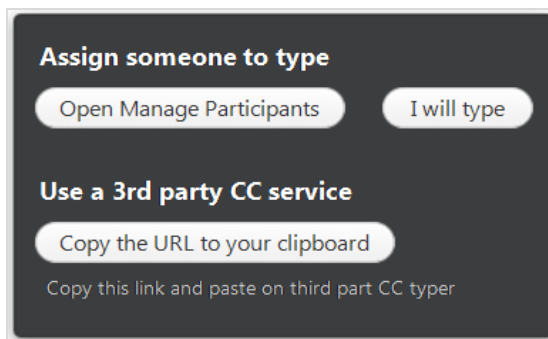 Assign someone to type
Open Manage Participants I will type
Use a 3rd party CC service
Copy the URL to your clipboard
Copy this link and paste on third part CC typer